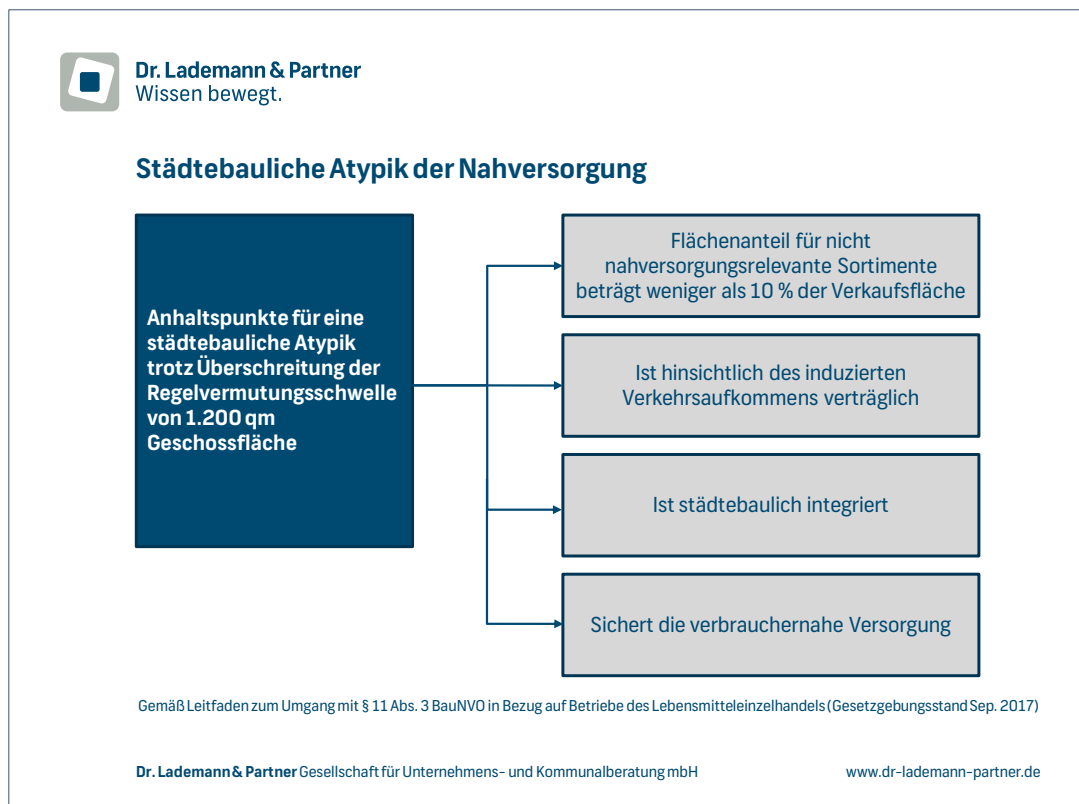 Dr. Lademann & Partner
Wissen bewegt.
Städtebauliche Atypik der Nahversorgung
Anhaltspunkte für eine
städtebauliche Atypik
trotz Überschreitung der
Regelvermutungsschwelle
von 1.200 qm
Geschossfläche
Flächenanteil für nicht
nahversorgungsrelevante Sortimente
beträgt weniger als 10 % der Verkaufsfläche
Ist hinsichtlich des induzierten
Verkehrsaufkommens verträglich
Ist städtebaulich integriert
Sichert die verbrauchernahe Versorgung
Gemäß Leitfaden zum Umgang mit § 11 Abs. 3 BauNVO in Bezug auf Betriebe des Lebensmitteleinzelhandels (Gesetzgebungsstand Sep. 2017)
Dr. Lademann & Partner Gesellschaft für Unternehmens- und Kommunalberatung mbH
www.dr-lademann-partner.de